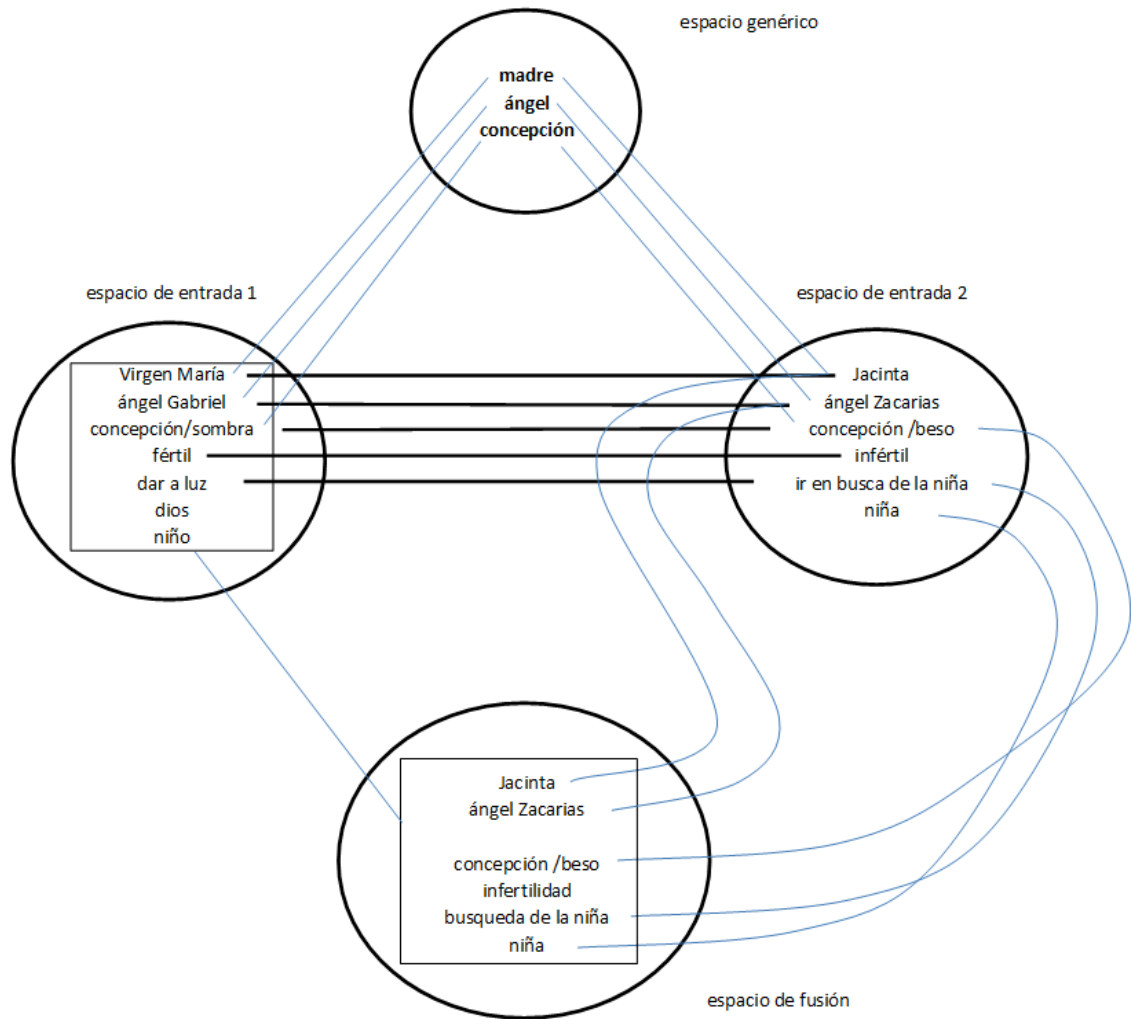 espacio genérico
madre
ángel
concepción
espacio de entrada 1
Virgen María
ángel Gabriel
concepción/sombra
fértil
dar a luz
dios
niño
espacio de entrada 2
Jacinta
ángel Zacarias
concepción /beso
infértil
ir en busca de la niña
niña
Jacinta
ángel Zacarias
concepción /beso
infertilidad
busqueda de la niña
niña
espacio de fusión